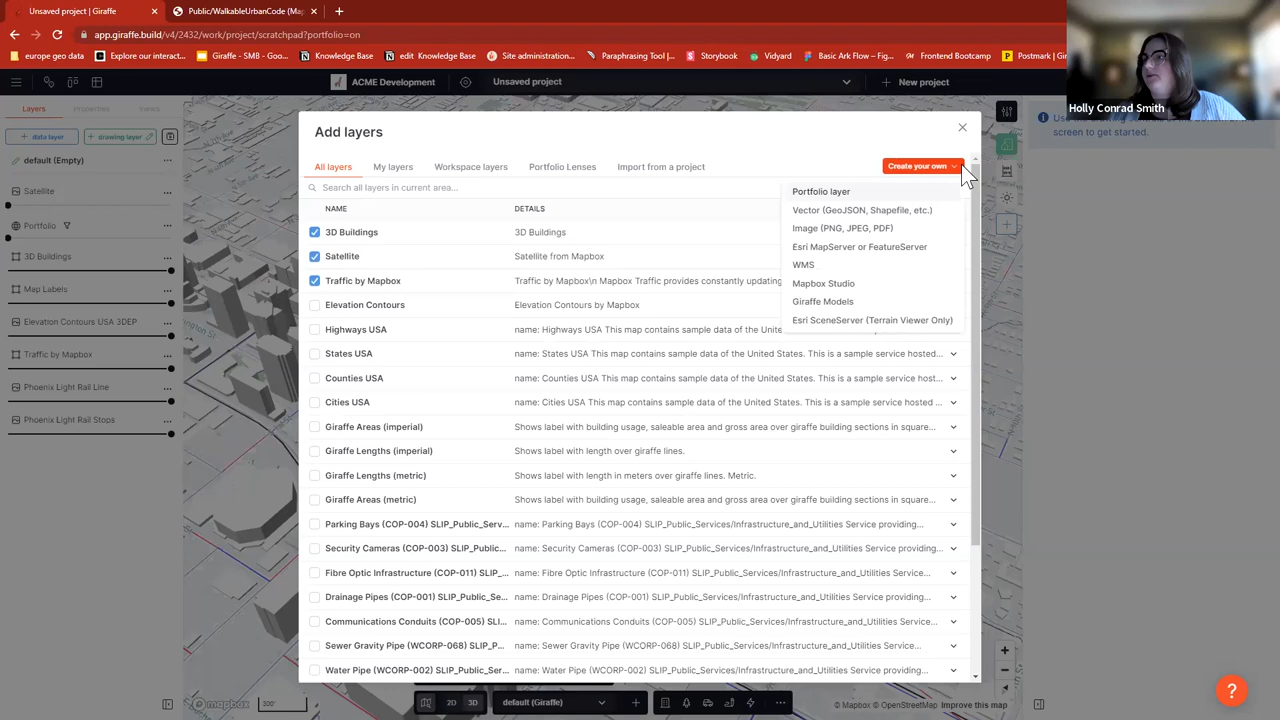 Giraffe (Main)
Public/WalkableUrbanCode (Map
app.giraffe.build/v4/2432/work/project/scratchpad?portfolio=on
europe geo data
Explore our interact...
Giraffe - SMB - Goo...
edit Knowledge Base
edit Knowledge Base
Site administration...
Paraphrasing Tool |...
Storybook
Vidyard
Basic Ark Flow – Fig...
Frontend Bootcamp
Postmark | Giraf
ACME Development
Unsaved project
New project
Holly Conrad Smith
Layers
Properties
Views
+ data layer
+ drawing layer
default (Empty)
Satellite
Portfolio
3D Buildings
Map Labels
Elevation Contours USA 3DEP
Traffic by Mapbox
Phoenix Light Rail Line
Phoenix Light Rail Stops
Add layers
All layers
My layers
Workspace layers
Portfolio Lenses
Import from a project
Create your own
Search all layers in current area...
Portfolio layer
Vector (GeoJSON, Shapefile, etc.)
Image (PNG, JPEG, PDF)
Esri MapServer or FeatureServer
WMS
Mapbox Studio
Giraffe Models
Esri SceneServer (Terrain Viewer Only)
NAME
DETAILS
3D Buildings
3D Buildings
Satellite
Satellite from Mapbox
Traffic by Mapbox
Traffic by Mapbox\n Mapbox Traffic provides constantly updating
Elevation Contours
Elevation Contours by Mapbox
Highways USA
name: Highways USA This map contains sample data of the United
States USA
name: States USA This map contains sample data of the United States. This is a sample service hosted...
Counties USA
name: Counties USA This map contains sample data of the United States. This is a sample service host...
Cities USA
name: Cities USA This map contains sample data of the United States. This is a sample service hosted ...
Giraffe Areas (imperial)
Shows label with building usage, saleable area and gross area over giraffe building sections in square...
Giraffe Lengths (imperial)
Shows label with length over giraffe lines.
Giraffe Lengths (metric)
Shows label with length in meters over giraffe lines. Metric.
Giraffe Areas (metric)
Shows label with building usage, saleable area and gross area over giraffe building sections in square...
Parking Bays (COP-004) SLIP_Public_Serv...
name: Parking Bays (COP-004) SLIP_Public_Services/Infrastructure_and_Utilities Service providing...
Security Cameras (COP-003) SLIP_Public...
name: Security Cameras (COP-003) SLIP_Public_Services/Infrastructure_and_Utilities Service providing...
Fibre Optic Infrastructure (COP-011) SLIP_...
name: Fibre Optic Infrastructure (COP-011) SLIP_Public_Services/Infrastructure_and_Utilities Service...
Drainage Pipes (COP-001) SLIP_Public_Se...
name: Drainage Pipes (COP-001) SLIP_Public_Services/Infrastructure_and_Utilities Service providing...
Communications Conduits (COP-005) SLI...
name: Communications Conduits (COP-005) SLIP_Public_Services/Infrastructure_and_Utilities Service...
Sewer Gravity Pipe (WCORP-068) SLIP_P...
name: Sewer Gravity Pipe (WCORP-068) SLIP_Public_Services/Infrastructure_and_Utilities Service...
Water Pipe (WCORP-002) SLIP_Public_Ser...
name: Water Pipe (WCORP-002) SLIP_Public_Services/Infrastructure_and_Utilities Service providing...
screen to get started.
mapbox
300'
2D
3D
default (Giraffe)
© Mapbox © OpenStreetMap Improve this map
?